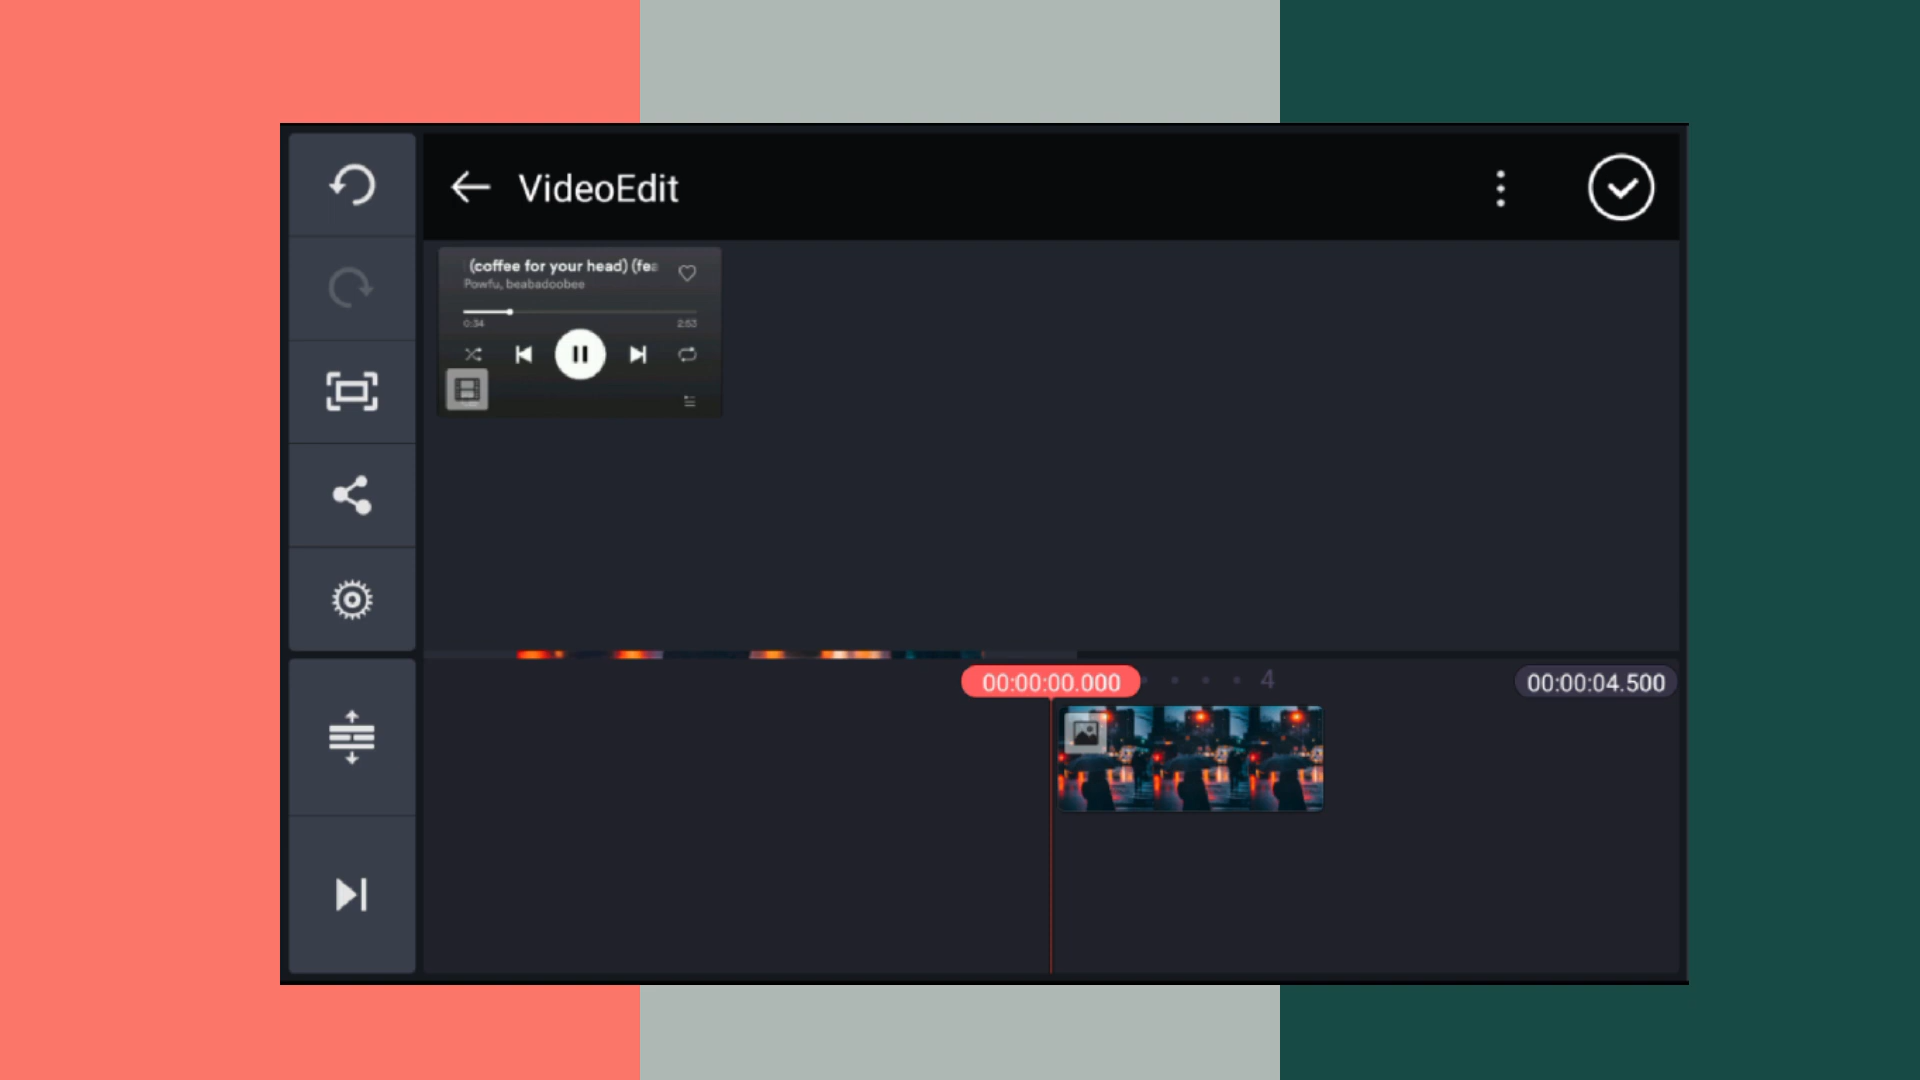 VideoEdit
(coffee for your head) (fea
Powfu, beabadoobee
0:34
2:53
00:00:00.000
4
00:00:04.500